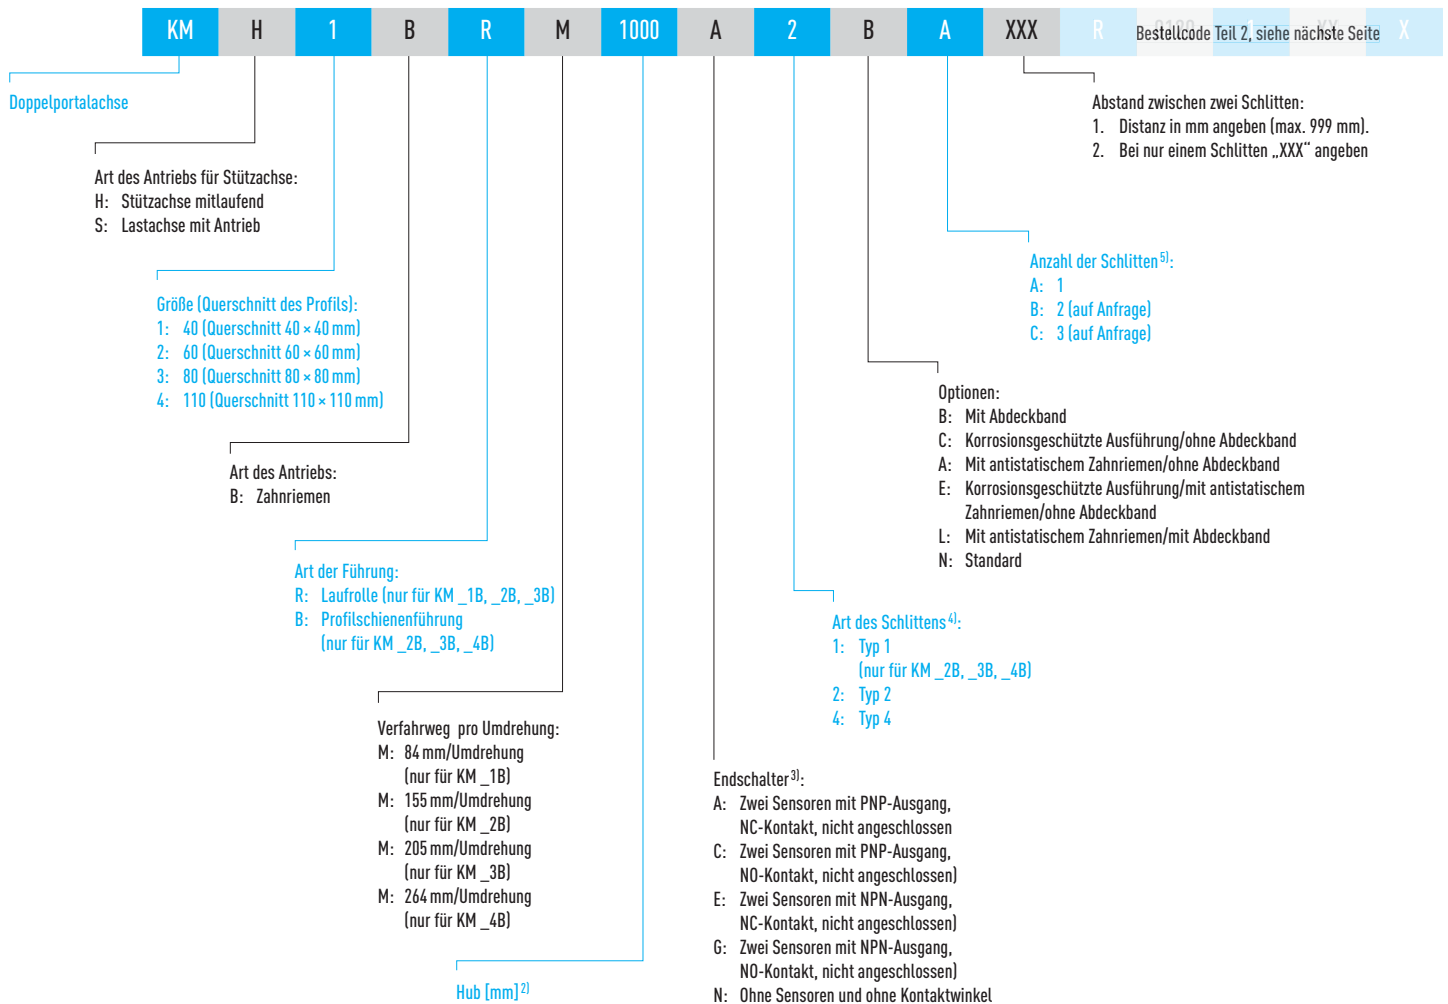 KM H 1 B R M 1000 A 2 B A XXX R Bestellcode Teil 2, siehe nächste Seite X
Doppelportalachse
Abstand zwischen zwei Schlitten:
1. Distanz in mm angeben (max. 999 mm).
2. Bei nur einem Schlitten „XXX“ angeben
Art des Antriebs für Stützachse:
H: Stützachse mitlaufend
S: Lastachse mit Antrieb
Anzahl der Schlitten 5):
A: 1
B: 2 (auf Anfrage)
C: 3 (auf Anfrage)
Größe (Querschnitt des Profils):
1: 40 (Querschnitt 40 × 40 mm)
2: 60 (Querschnitt 60 × 60 mm)
3: 80 (Querschnitt 80 × 80 mm)
4: 110 (Querschnitt 110 × 110 mm)
Optionen:
B: Mit Abdeckband
C: Korrosionsgeschützte Ausführung/ohne Abdeckband
A: Mit antistatischem Zahnriemen/ohne Abdeckband
E: Korrosionsgeschützte Ausführung/mit antistatischem
Zahnriemen/ohne Abdeckband
L: Mit antistatischem Zahnriemen/mit Abdeckband
N: Standard
Art des Antriebs:
B: Zahnriemen
Art der Führung:
R: Laufrolle (nur für KM _1B, _2B, _3B)
B: Profilschienenführung
(nur für KM _2B, _3B, _4B)
Art des Schlittens 4):
1: Typ 1
(nur für KM _2B, _3B, _4B)
2: Typ 2
4: Typ 4
Verfahrweg pro Umdrehung:
M: 84 mm/Umdrehung
(nur für KM _1B)
M: 155 mm/Umdrehung
(nur für KM _2B)
M: 205 mm/Umdrehung
(nur für KM _3B)
M: 264 mm/Umdrehung
(nur für KM _4B)
Endschalter 3):
A: Zwei Sensoren mit PNP-Ausgang,
NC-Kontakt, nicht angeschlossen
C: Zwei Sensoren mit PNP-Ausgang,
NO-Kontakt, nicht angeschlossen)
E: Zwei Sensoren mit NPN-Ausgang,
NC-Kontakt, nicht angeschlossen)
G: Zwei Sensoren mit NPN-Ausgang,
NO-Kontakt, nicht angeschlossen)
N: Ohne Sensoren und ohne Kontaktwinkel
Hub [mm] 2)